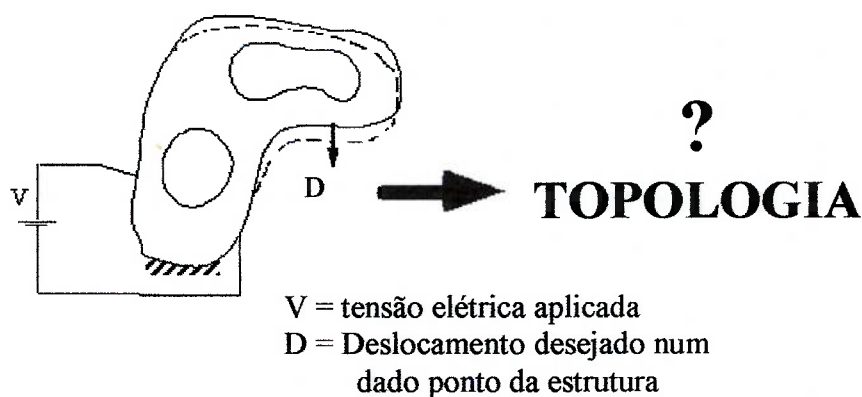 V
D
?
TOPOLOGIA
V = tensão elétrica aplicada
D = Deslocamento desejado num
dado ponto da estrutura